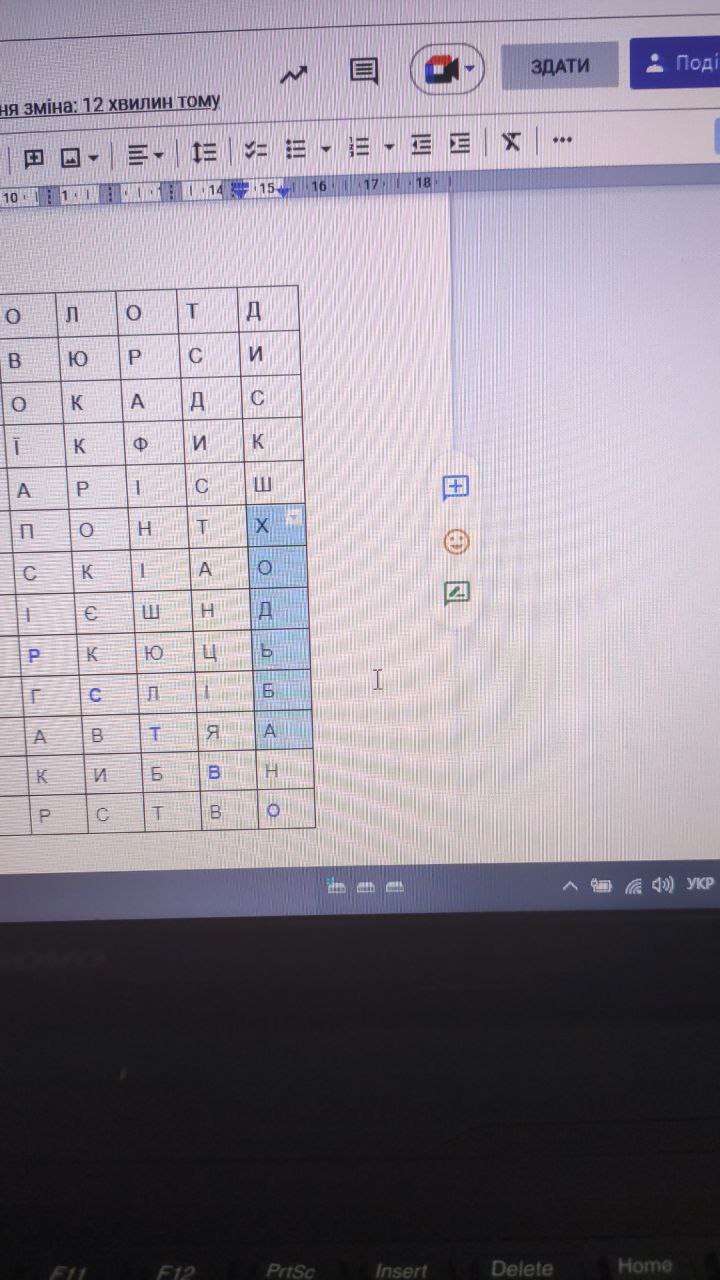 ЗДАТИ
Поді
ня зміна: 12 хвилин тому
10 1 14 15 16 17 18
О Л О Т Д
В Ю Р С И
О К А Д С
Ї К Ф И К
А Р І С Ш
П О Н Т Х
С К І А О
І Є Ш Н Д
Р К Ю Ц Ь
Г С Л І Б
А В Т Я А
К И Б В Н
Р С Т В О
УКР
F11 F12 PrtSc Insert Delete Home